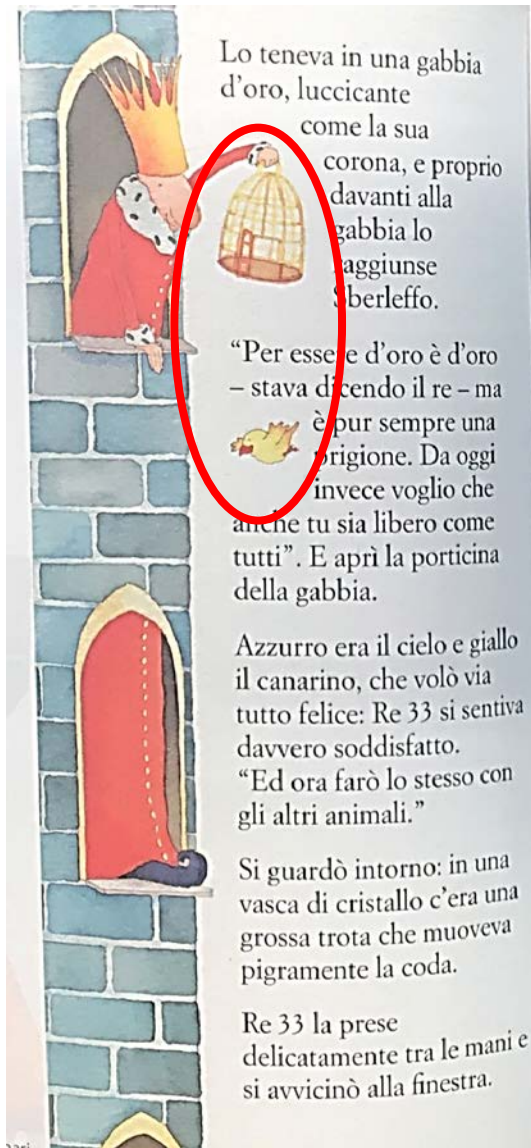 Lo teneva in una gabbia
d'oro, luccicante
come la sua
corona, e proprio
davanti alla
gabbia lo
raggiunse
Sberleffo.
"Per essere d'oro è d'oro
– stava dicendo il re – ma
è pur sempre una
prigione. Da oggi
invece voglio che
anche tu sia libero come
tutti". E aprì la porticina
della gabbia.
Azzurro era il cielo e giallo
il canarino, che volò via
tutto felice: Re 33 si sentiva
davvero soddisfatto.
"Ed ora farò lo stesso con
gli altri animali."
Si guardò intorno: in una
vasca di cristallo c'era una
grossa trota che muoveva
pigramente la coda.
Re 33 la prese
delicatamente tra le mani e
si avvicinò alla finestra.